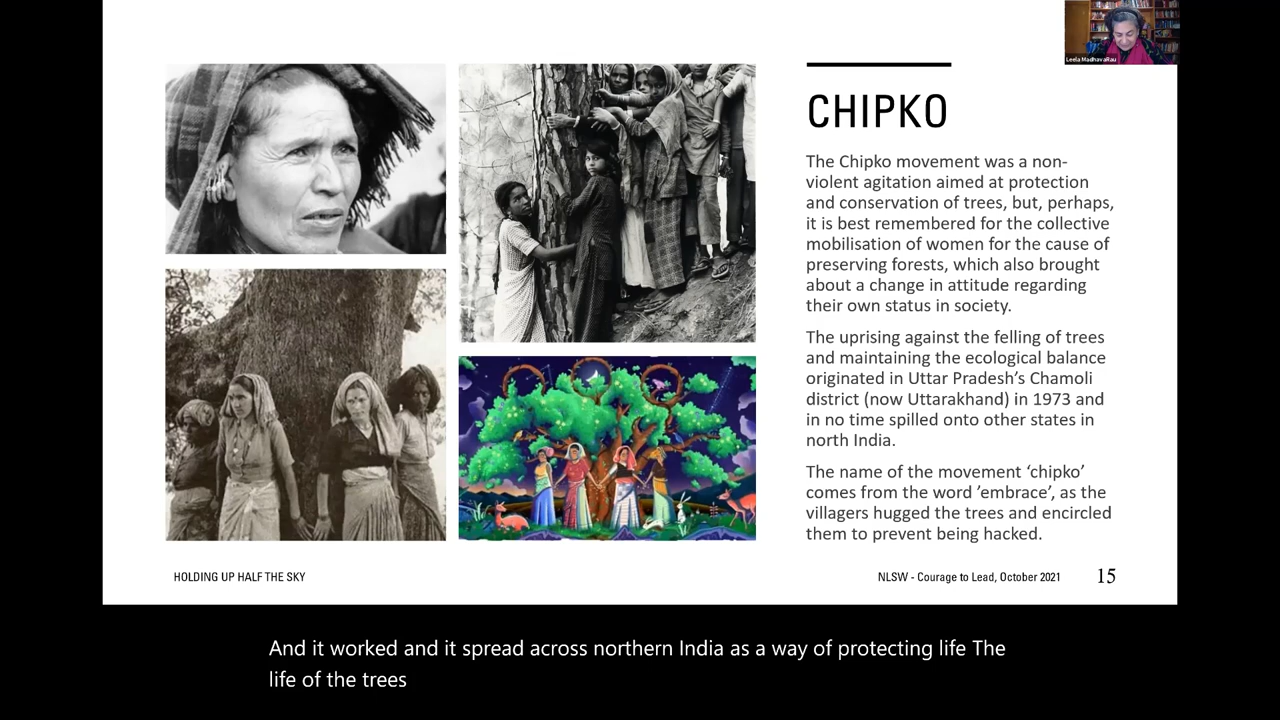 Leela MadhavaRau
CHIPKO
The Chipko movement was a non-
violent agitation aimed at protection
and conservation of trees, but, perhaps,
it is best remembered for the collective
mobilisation of women for the cause of
preserving forests, which also brought
about a change in attitude regarding
their own status in society.
The uprising against the felling of trees
and maintaining the ecological balance
originated in Uttar Pradesh’s Chamoli
district (now Uttarakhand) in 1973 and
in no time spilled onto other states in
north India.
The name of the movement ‘chipko’
comes from the word ’embrace’, as the
villagers hugged the trees and encircled
them to prevent being hacked.
HOLDING UP HALF THE SKY
NLSW - Courage to Lead, October 2021
15
And it worked and it spread across northern India as a way of protecting life The
life of the trees